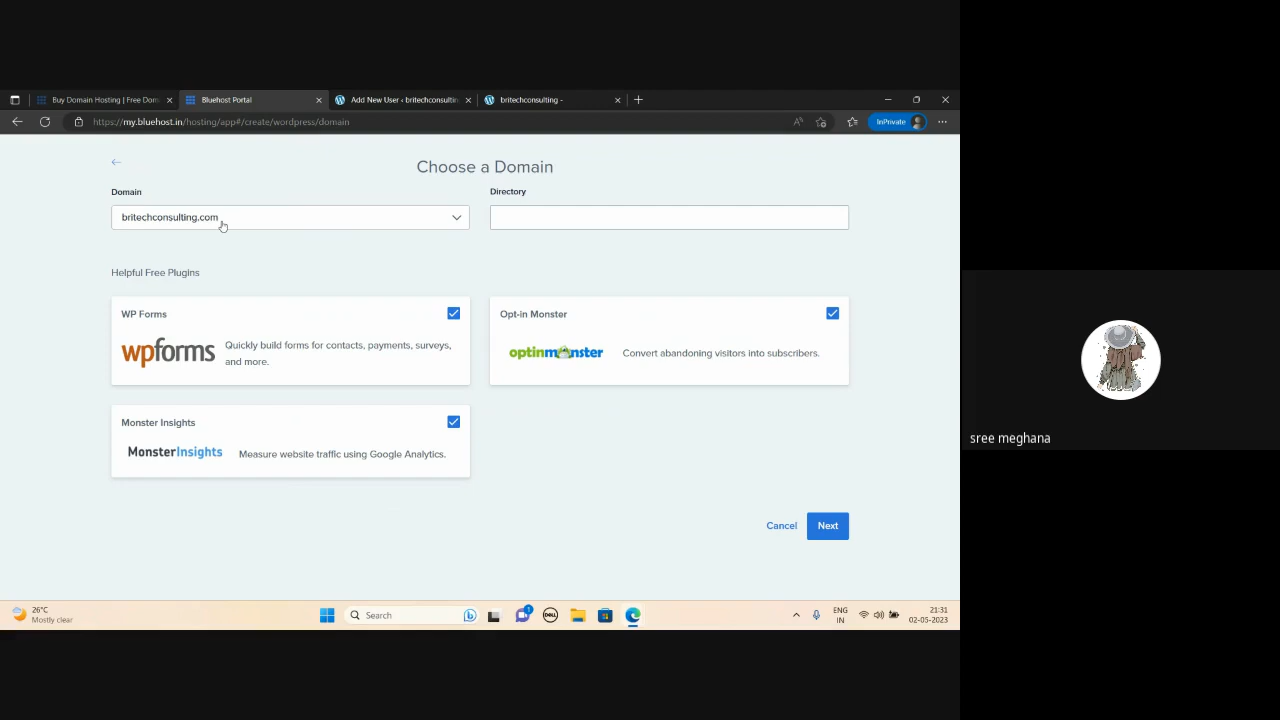 Buy Domain Hosting | Free Dom
Bluehost Portal
Add New User ‹ britechconsultin
britechconsulting -
https://my.bluehost.in/hosting/app#/create/wordpress/domain
InPrivate
Choose a Domain
Domain
Directory
britechconsulting.com
Helpful Free Plugins
WP Forms
wpforms
Quickly build forms for contacts, payments, surveys,
and more.
Opt-in Monster
optinmonster
Convert abandoning visitors into subscribers.
Monster Insights
MonsterInsights
Measure website traffic using Google Analytics.
Cancel
Next
sree meghana
26°C
Mostly clear
Search
1
DELL
ENG
IN
21:31
02-05-2023